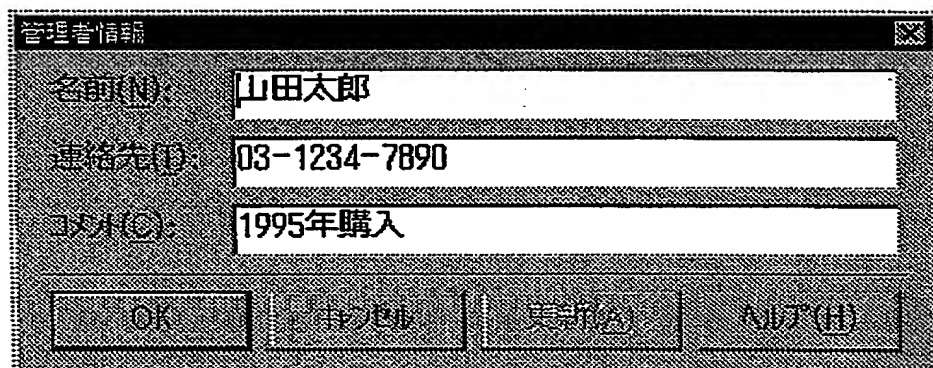 管理者情報
名前(N): 山田太郎
連絡先(T): 03-1234-7890
コメント(C): 1995年購入
OK キャンセル 更新(A) ヘルプ(H)